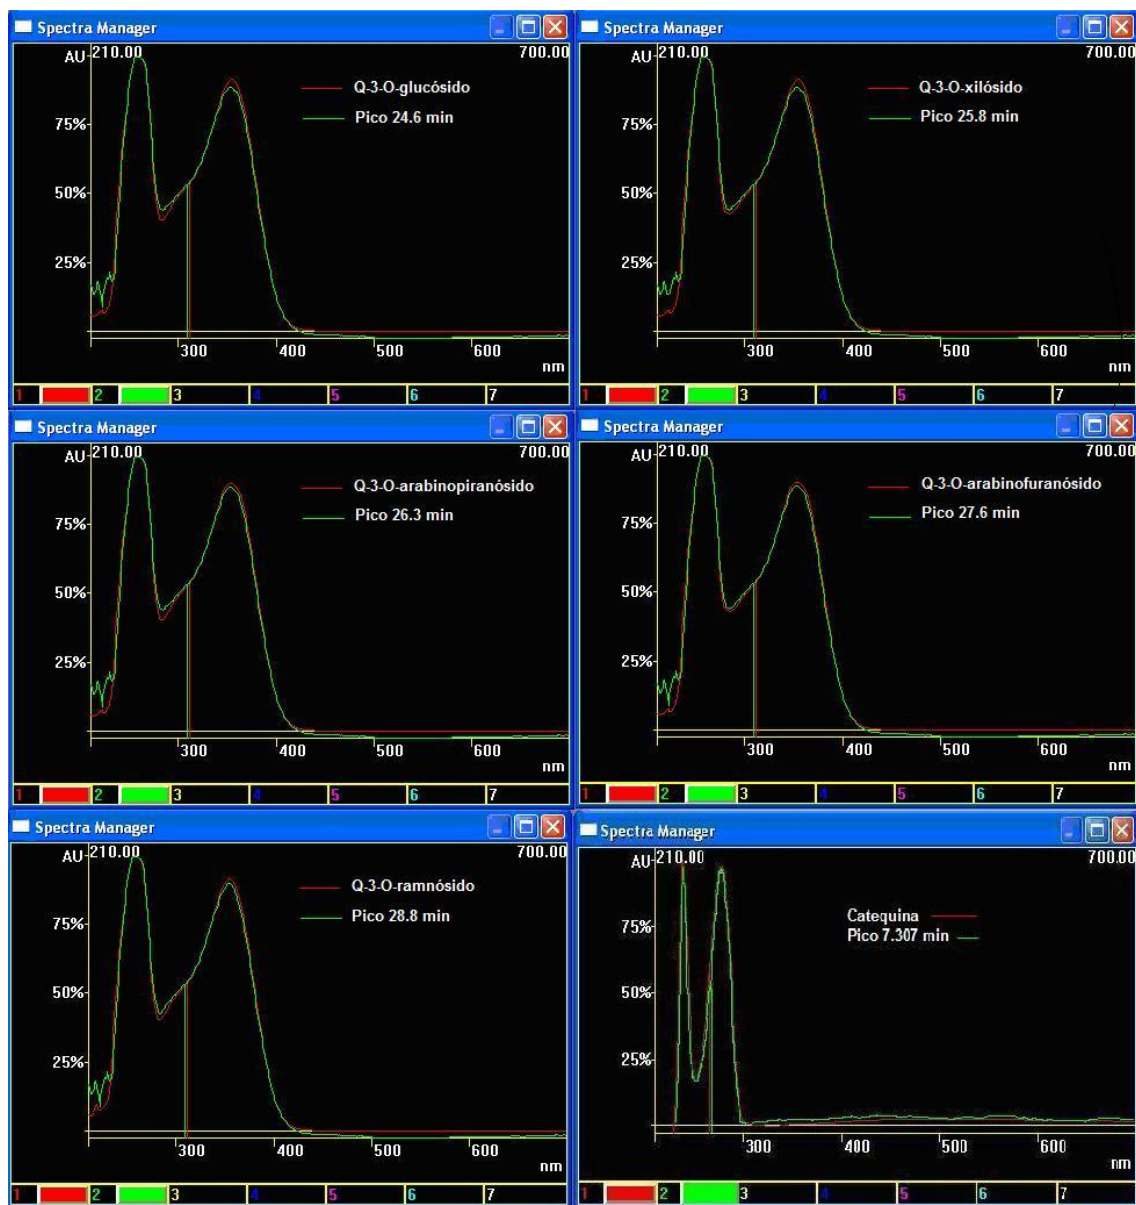 Spectra Manager
AU 210.00 700.00
Q-3-O-glucósido
75%
Pico 24.6 min
50%
25%
300 400 500 600
nm
1 2 3 4 5 6 7
Spectra Manager
AU 210.00 700.00
Q-3-O-xilósido
75%
Pico 25.8 min
50%
25%
300 400 500 600
nm
1 2 3 4 5 6 7
Spectra Manager
AU 210.00 700.00
Q-3-O-arabinopiranósido
Pico 26.3 min
75%
50%
25%
300 400 500 600
nm
1 2 3 4 5 6 7
Spectra Manager
AU 210.00 700.00
Q-3-O-arabinofuranósido
Pico 27.6 min
75%
50%
25%
300 400 500 600
nm
1 2 3 4 5 6 7
Spectra Manager
AU 210.00 700.00
Q-3-O-ramnósido
Pico 28.8 min
75%
50%
25%
300 400 500 600
nm
1 2 3 4 5 6 7
Spectra Manager
AU 210.00 700.00
Catequina
75%
Pico 7.307 min
50%
25%
300 400 500 600
nm
1 2 3 4 5 6 7